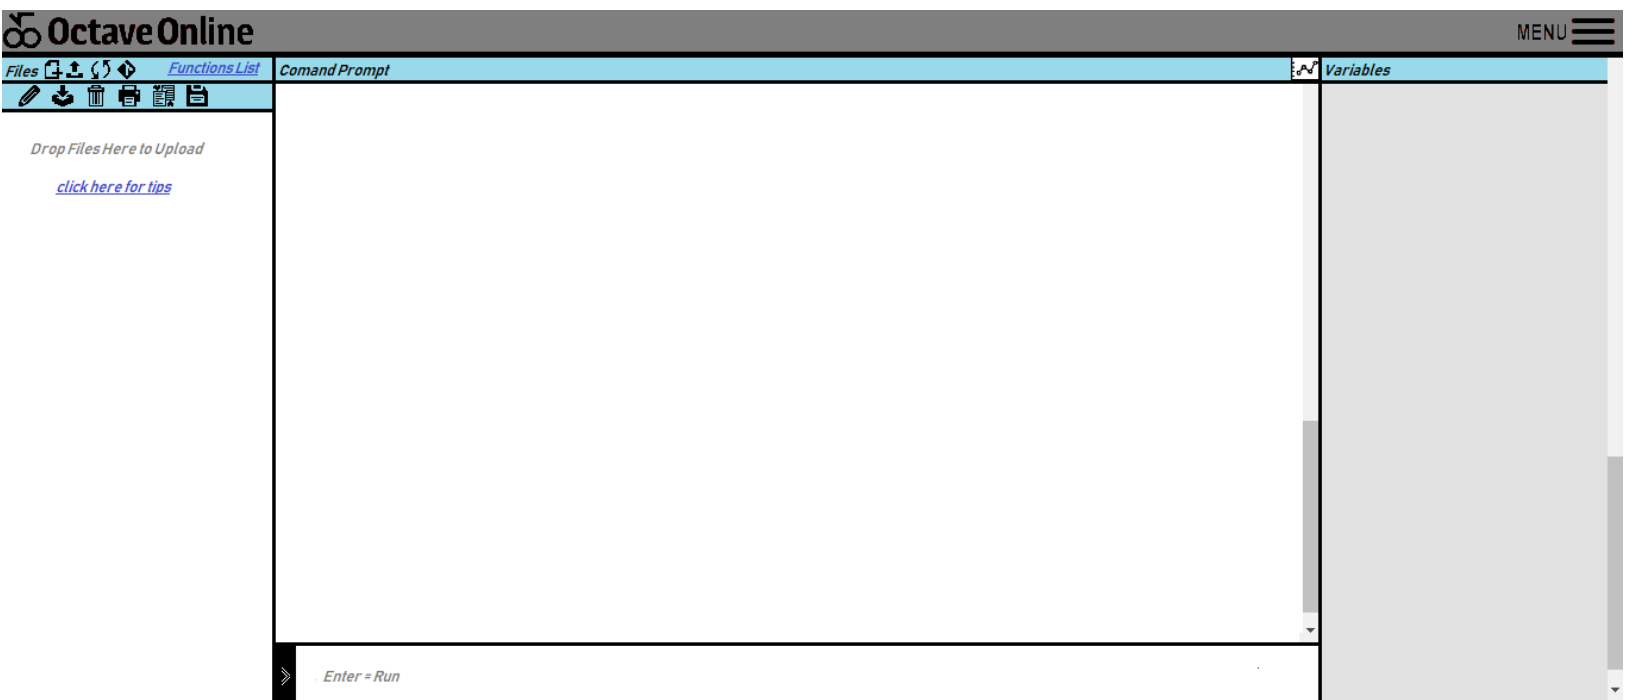 Octave Online
MENU
Files
Functions List
Comand Prompt
Variables
Drop Files Here to Upload
click here for tips
Enter = Run